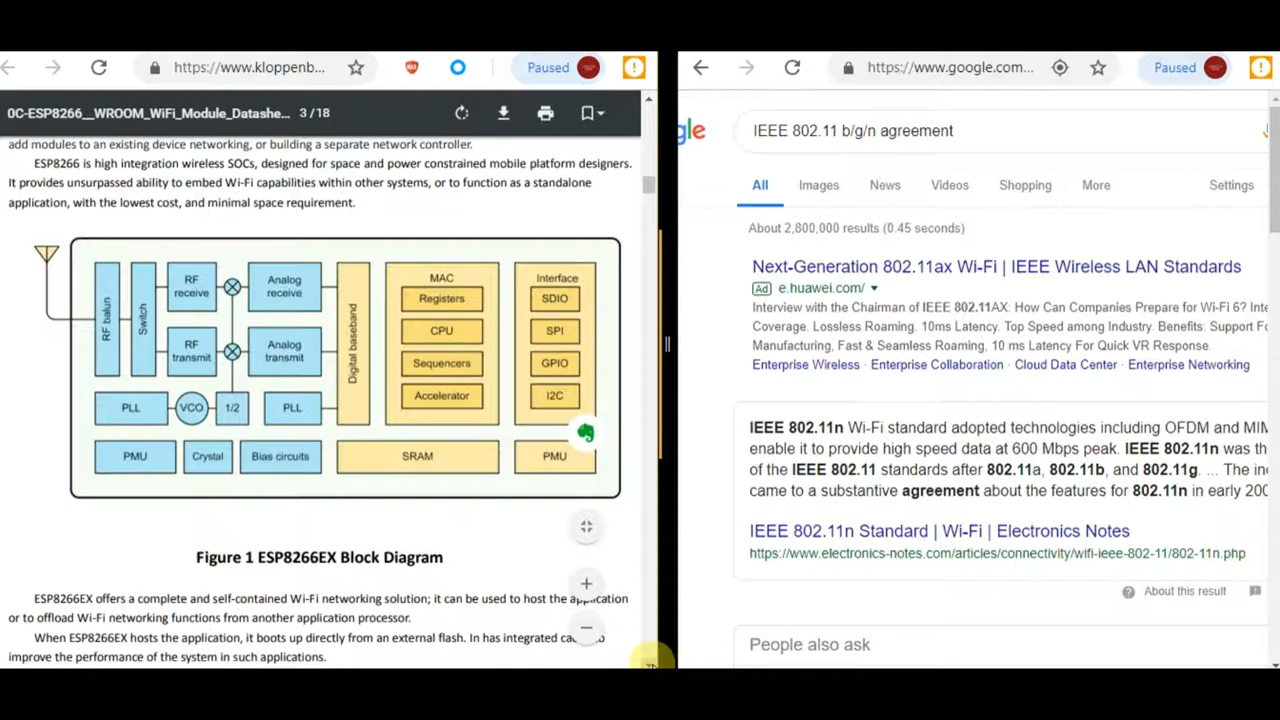 https://www.kloppenb...
Paused
0C-ESP8266__WROOM_WiFi_Module_Datashe...
3 / 18
add modules to an existing device networking, or building a separate network controller.
ESP8266 is high integration wireless SOCs, designed for space and power constrained mobile platform designers.
It provides unsurpassed ability to embed Wi-Fi capabilities within other systems, or to function as a standalone
application, with the lowest cost, and minimal space requirement.
RF balun
Switch
RF
receive
Analog
receive
RF
transmit
Analog
transmit
PLL
VCO
1/2
PLL
PMU
Crystal
Bias circuits
Digital baseband
MAC
Registers
CPU
Sequencers
Accelerator
Interface
SDIO
SPI
GPIO
I2C
SRAM
PMU
Figure 1 ESP8266EX Block Diagram
ESP8266EX offers a complete and self-contained Wi-Fi networking solution; it can be used to host the application
or to offload Wi-Fi networking functions from another application processor.
When ESP8266EX hosts the application, it boots up directly from an external flash. In has integrated ca to
improve the performance of the system in such applications.
https://www.google.com...
Paused
gle
IEEE 802.11 b/g/n agreement
All
Images
News
Videos
Shopping
More
Settings
About 2,800,000 results (0.45 seconds)
Next-Generation 802.11ax Wi-Fi | IEEE Wireless LAN Standards
Ad e.huawei.com/
Interview with the Chairman of IEEE 802.11AX: How Can Companies Prepare for Wi-Fi 6? Inte
Coverage. Lossless Roaming. 10ms Latency. Top Speed among Industry. Benefits: Support Fo
Manufacturing, Fast & Seamless Roaming, 10 ms Latency For Quick VR Response.
Enterprise Wireless · Enterprise Collaboration · Cloud Data Center · Enterprise Networking
IEEE 802.11n Wi-Fi standard adopted technologies including OFDM and MIM
enable it to provide high speed data at 600 Mbps peak. IEEE 802.11n was th
of the IEEE 802.11 standards after 802.11a, 802.11b, and 802.11g. ... The in
came to a substantive agreement about the features for 802.11n in early 200
IEEE 802.11n Standard | Wi-Fi | Electronics Notes
https://www.electronics-notes.com/articles/connectivity/wifi-ieee-802-11/802-11n.php
About this result
People also ask